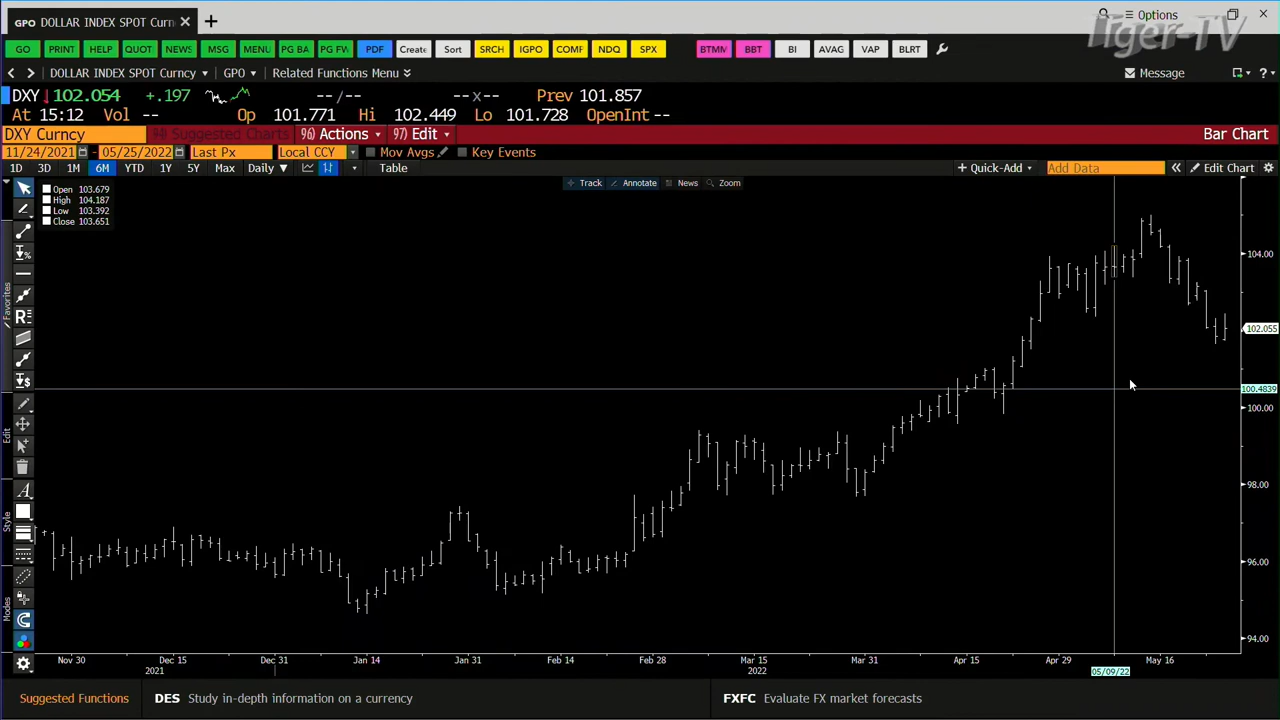 GPO DOLLAR INDEX SPOT Curn
Options
Tiger-TV
GO PRINT HELP QUOT NEWS MSG MENU PG BA PG FW PDF Create Sort SRCH IGPO COMF NDQ SPX BTMM BBT BI AVAG VAP BLRT
DOLLAR INDEX SPOT Curncy GPO Related Functions Menu Message ?
DXY 102.054 +.197 --/-- --x-- Prev 101.857
At 15:12 Vol -- Op 101.771 Hi 102.449 Lo 101.728 OpenInt --
DXY Curncy 94) Suggested Charts 96) Actions 97) Edit Bar Chart
11/24/2021 - 05/25/2022 Last Px Local CCY Mov Avgs Key Events
1D 3D 1M 6M YTD 1Y 5Y Max Daily Table + Quick-Add Add Data Edit Chart
Track Annotate News Zoom
Open 103.679
High 104.187
Low 103.392
Close 103.651
Favorites
Edit
Style
Modes
104.00
102.055
100.4839
100.00
98.00
96.00
94.00
Nov 30 Dec 15 Dec 31 Jan 14 Jan 31 Feb 14 Feb 28 Mar 15 Mar 31 Apr 15 Apr 29 May 16
2021 2022 05/09/22
Suggested Functions DES Study in-depth information on a currency FXFC Evaluate FX market forecasts